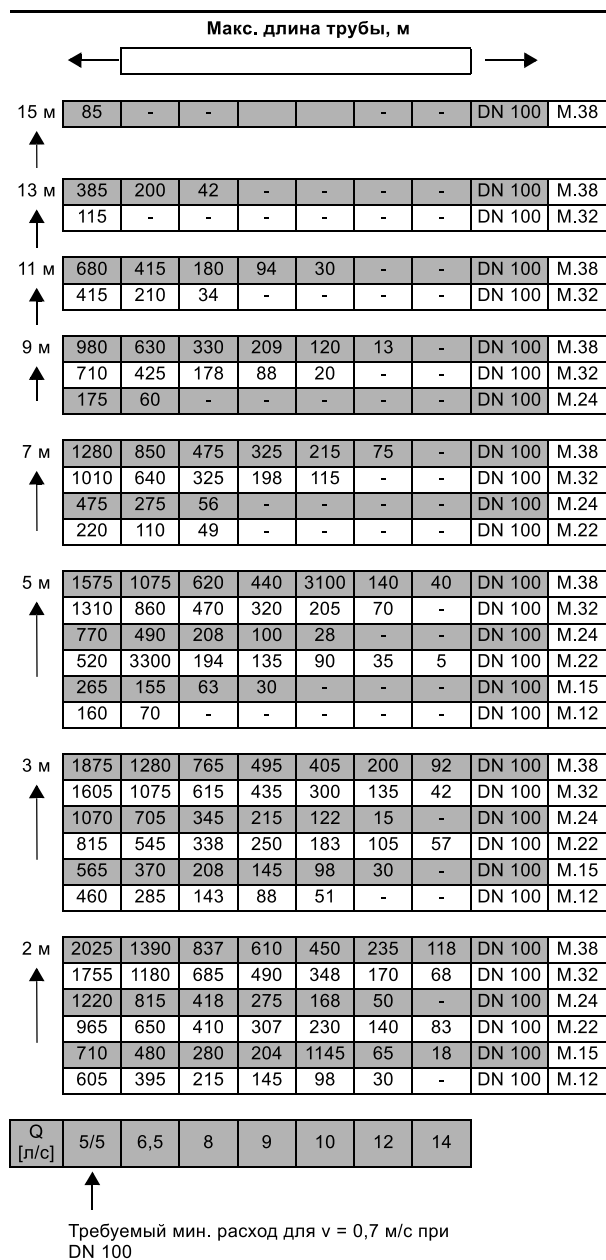 Макс. длина трубы, м
15 м 85 - - - - DN 100 M.38
13 м 385 200 42 - - - - DN 100 M.38
115 - - - - - - DN 100 M.32
11 м 680 415 180 94 30 - - DN 100 M.38
415 210 34 - - - - DN 100 M.32
9 м 980 630 330 209 120 13 - DN 100 M.38
710 425 178 88 20 - - DN 100 M.32
175 60 - - - - - DN 100 M.24
7 м 1280 850 475 325 215 75 - DN 100 M.38
1010 640 325 198 115 - - DN 100 M.32
475 275 56 - - - - DN 100 M.24
220 110 49 - - - - DN 100 M.22
5 м 1575 1075 620 440 3100 140 40 DN 100 M.38
1310 860 470 320 205 70 - DN 100 M.32
770 490 208 100 28 - - DN 100 M.24
520 3300 194 135 90 35 5 DN 100 M.22
265 155 63 30 - - - DN 100 M.15
160 70 - - - - - DN 100 M.12
3 м 1875 1280 765 495 405 200 92 DN 100 M.38
1605 1075 615 435 300 135 42 DN 100 M.32
1070 705 345 215 122 15 - DN 100 M.24
815 545 338 250 183 105 57 DN 100 M.22
565 370 208 145 98 30 - DN 100 M.15
460 285 143 88 51 - - DN 100 M.12
2 м 2025 1390 837 610 450 235 118 DN 100 M.38
1755 1180 685 490 348 170 68 DN 100 M.32
1220 815 418 275 168 50 - DN 100 M.24
965 650 410 307 230 140 83 DN 100 M.22
710 480 280 204 1145 65 18 DN 100 M.15
605 395 215 145 98 30 - DN 100 M.12
Q [л/с] 5/5 6,5 8 9 10 12 14
Требуемый мин. расход для v = 0,7 м/с при
DN 100